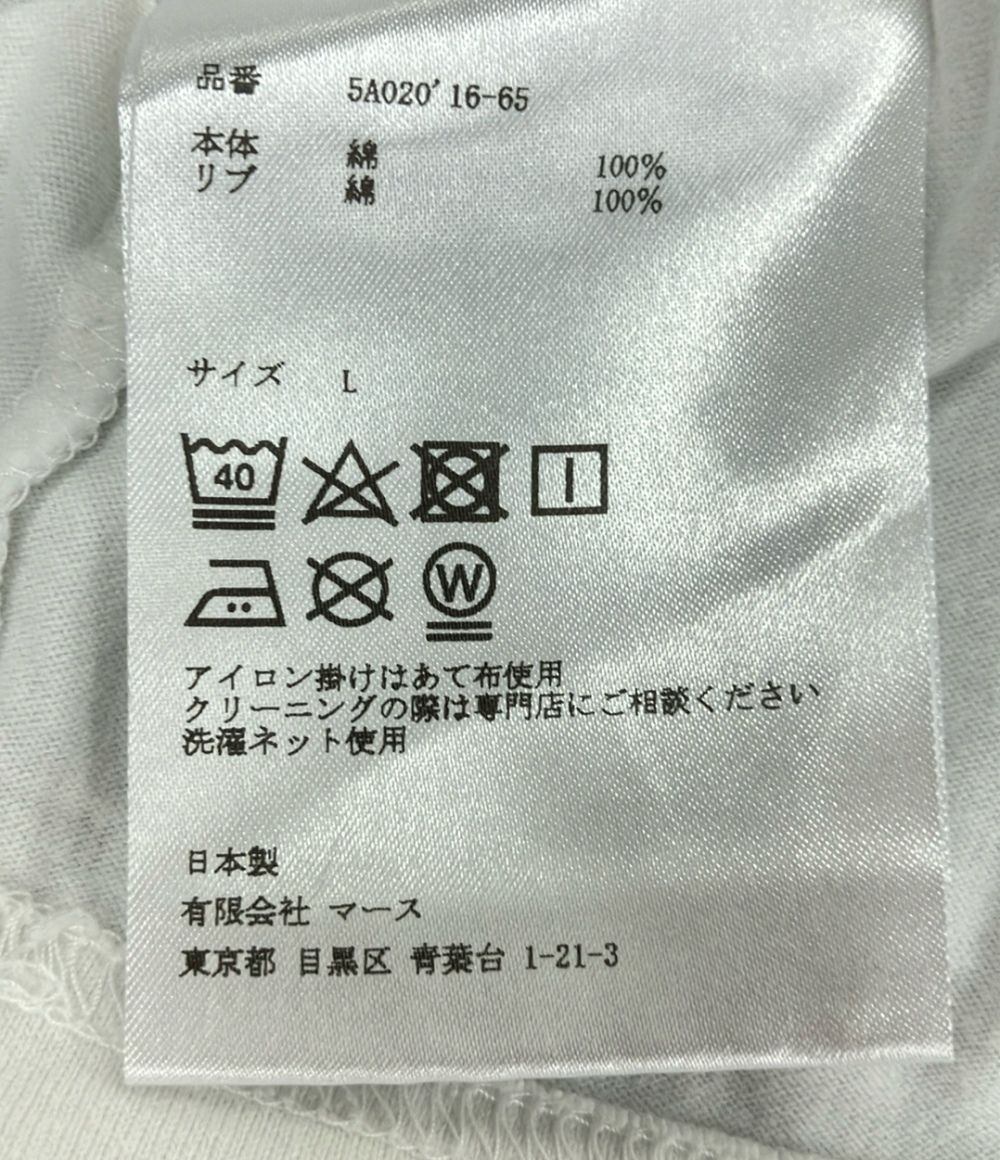 品番 5A020'16-65
本体 綿 100%
リブ 綿 100%
サイズ L
40
W
アイロン掛けはあて布使用
クリーニングの際は専門店にご相談ください
洗濯ネット使用
日本製
有限会社 マース
東京都 目黒区 青葉台 1-21-3